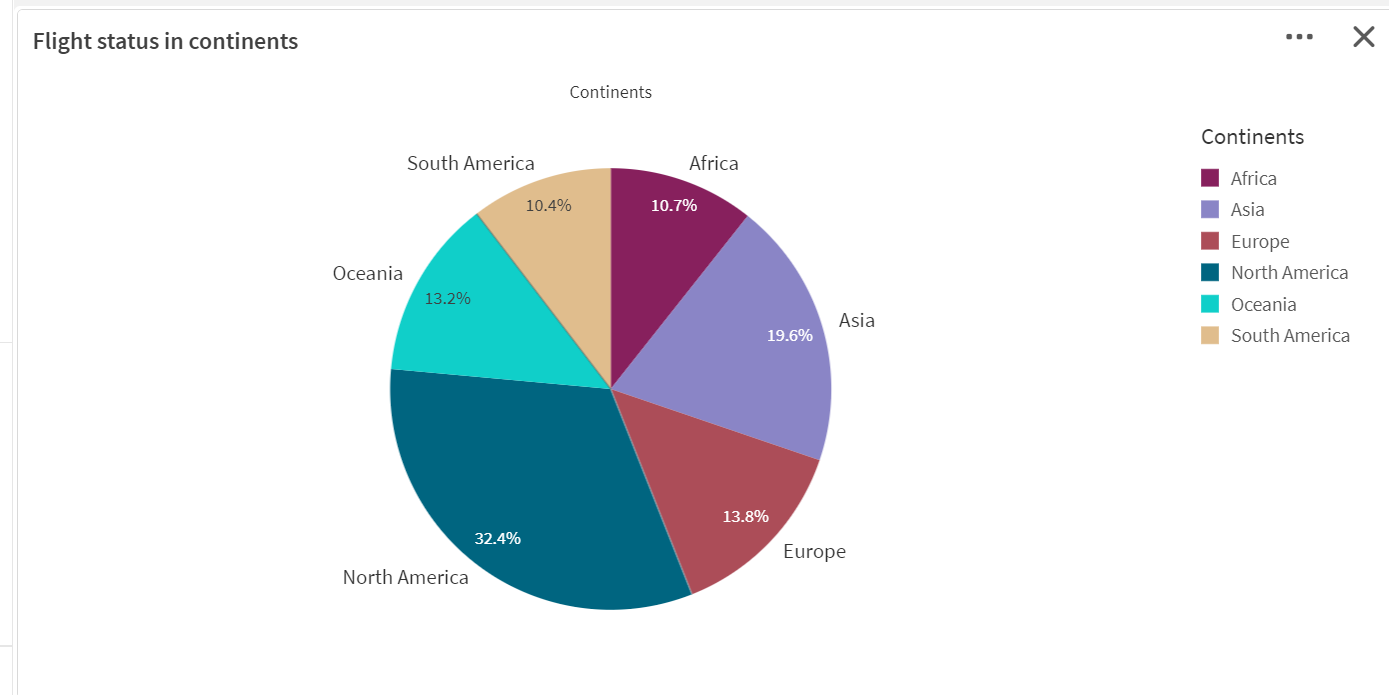 Flight status in continents
Continents
South America
Africa
10.4%
10.7%
Oceania
13.2%
Asia
19.6%
13.8%
Europe
32.4%
North America
Continents
Africa
Asia
Europe
North America
Oceania
South America